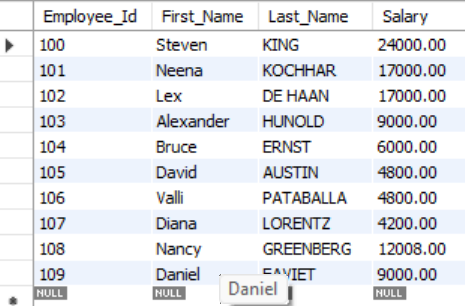 Employee_Id First_Name Last_Name Salary
100 Steven KING 24000.00
101 Neena KOCHHAR 17000.00
102 Lex DE HAAN 17000.00
103 Alexander HUNOLD 9000.00
104 Bruce ERNST 6000.00
105 David AUSTIN 4800.00
106 Valli PATABALLA 4800.00
107 Diana LORENTZ 4200.00
108 Nancy GREENBERG 12008.00
109 Daniel FAVIET 9000.00
NULL NULL NULL
Daniel